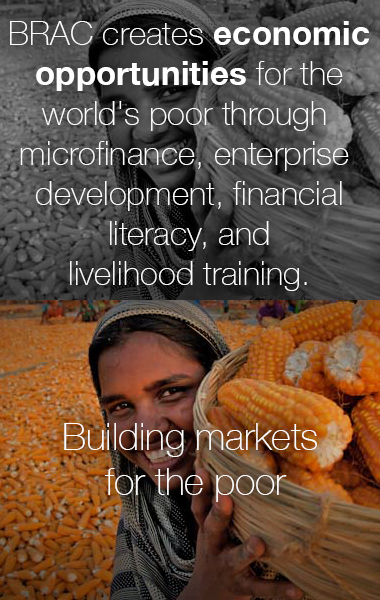 BRAC creates economic
opportunities for the
world's poor through
microfinance, enterprise
development, financial
literacy, and
livelihood training.
Building markets
for the poor